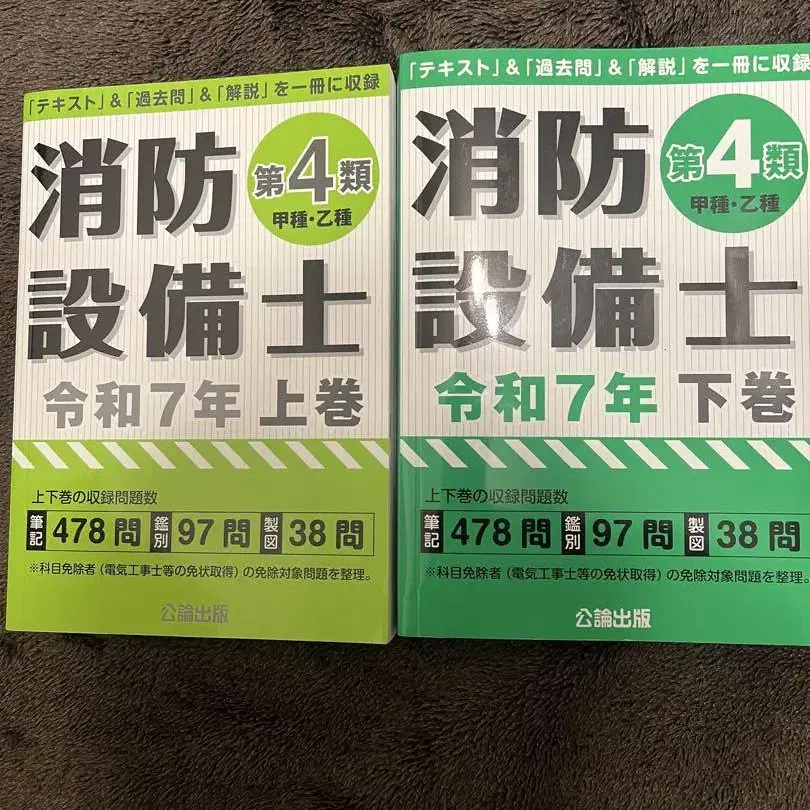 「テキスト」&「過去問」&「解説」を一冊に収録
消防
設備士
第4類
甲種・乙種
令和7年 上巻
上下巻の収録問題数
筆記 478問 鑑別 97問 製図 38問
※科目免除者(電気工事士等の免状取得)の免除対象問題を整理。
公論出版
「テキスト」&「過去問」&「解説」を一冊に収録
消防
設備士
第4類
甲種・乙種
令和7年 下巻
上下巻の収録問題数
筆記 478問 鑑別 97問 製図 38問
※科目免除者(電気工事士等の免状取得)の免除対象問題を整理。
公論出版